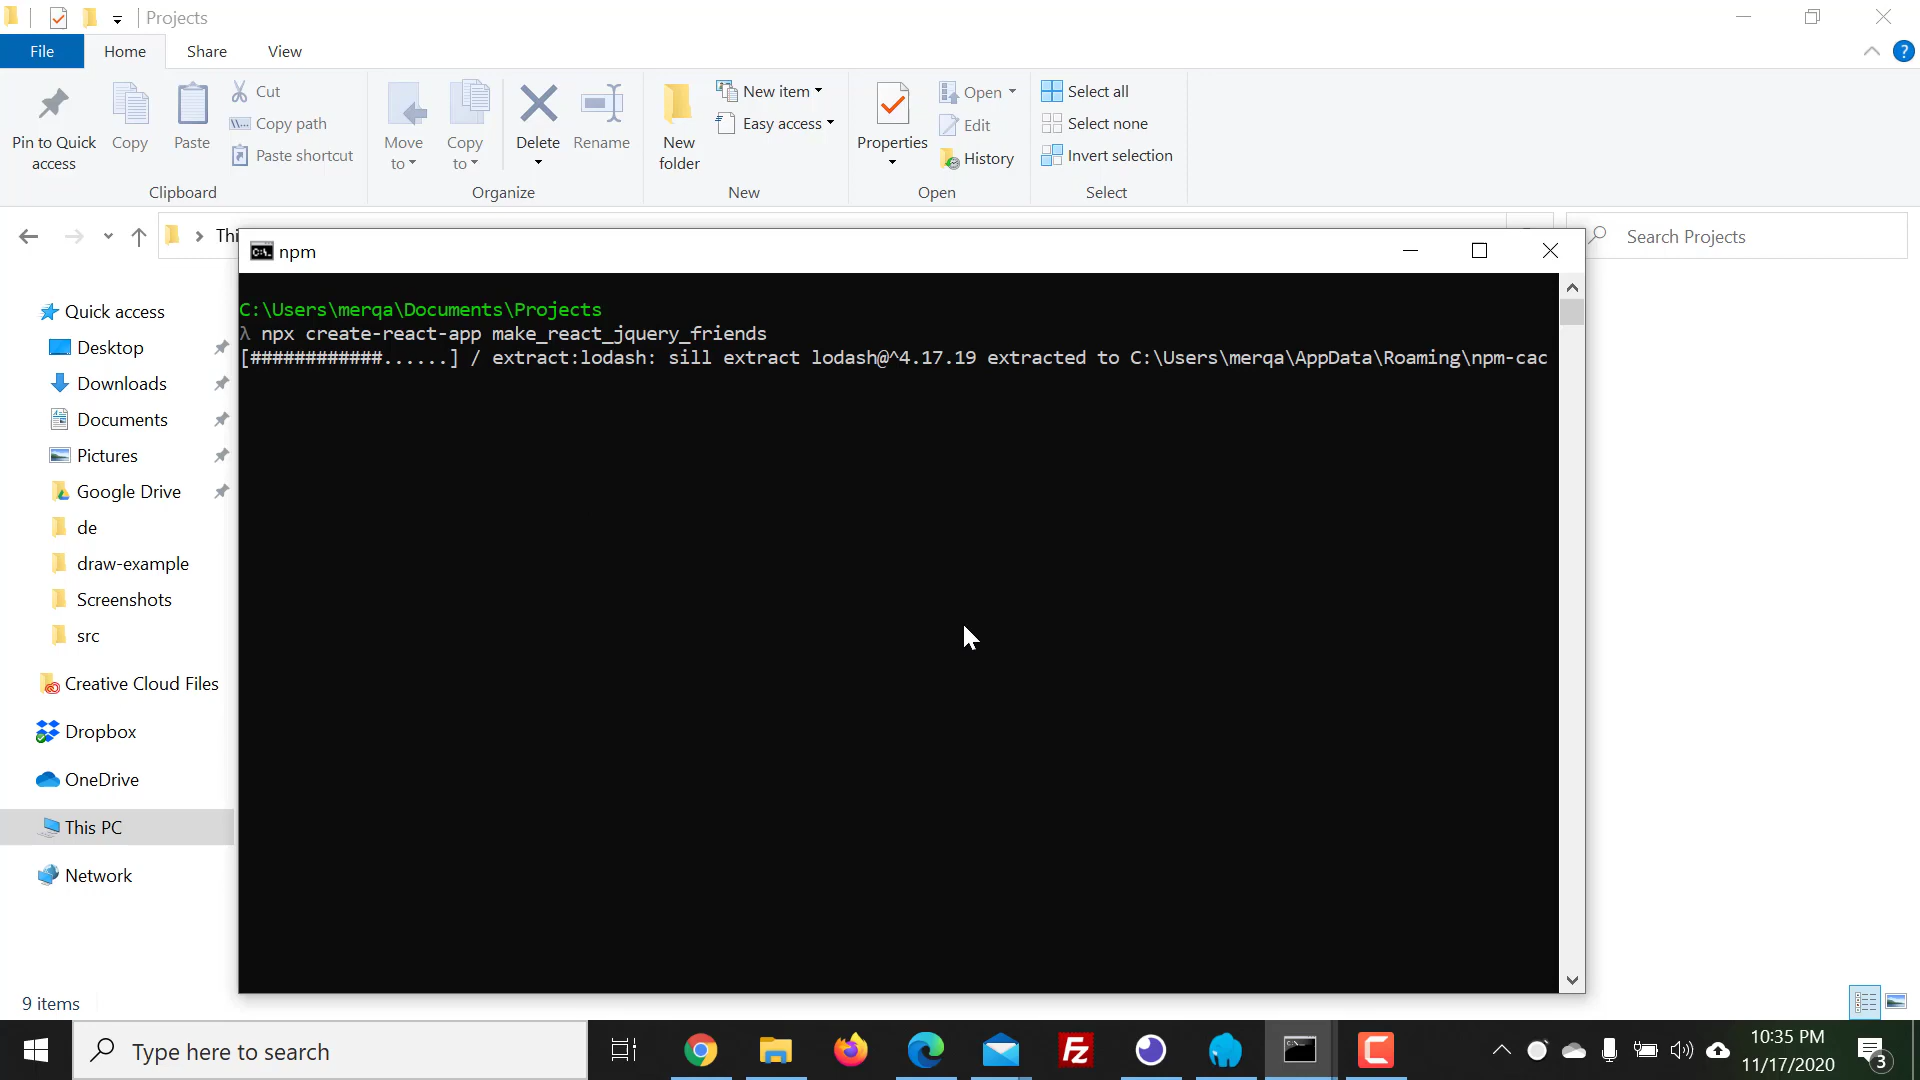 Projects
File Home Share View
Pin to Quick access
Copy
Paste
Cut
Copy path
Paste shortcut
Clipboard
Move to
Copy to
Delete
Rename
Organize
New folder
New item
Easy access
New
Properties
Open
Edit
History
Open
Select all
Select none
Invert selection
Select
Thi
Search Projects
npm
C:\Users\merqa\Documents\Projects
λ npx create-react-app make_react_jquery_friends
[############......] / extract:lodash: sill extract lodash@^4.17.19 extracted to C:\Users\merqa\AppData\Roaming\npm-cac
Quick access
Desktop
Downloads
Documents
Pictures
Google Drive
de
draw-example
Screenshots
src
Creative Cloud Files
Dropbox
OneDrive
This PC
Network
9 items
Type here to search
10:35 PM
11/17/2020
3